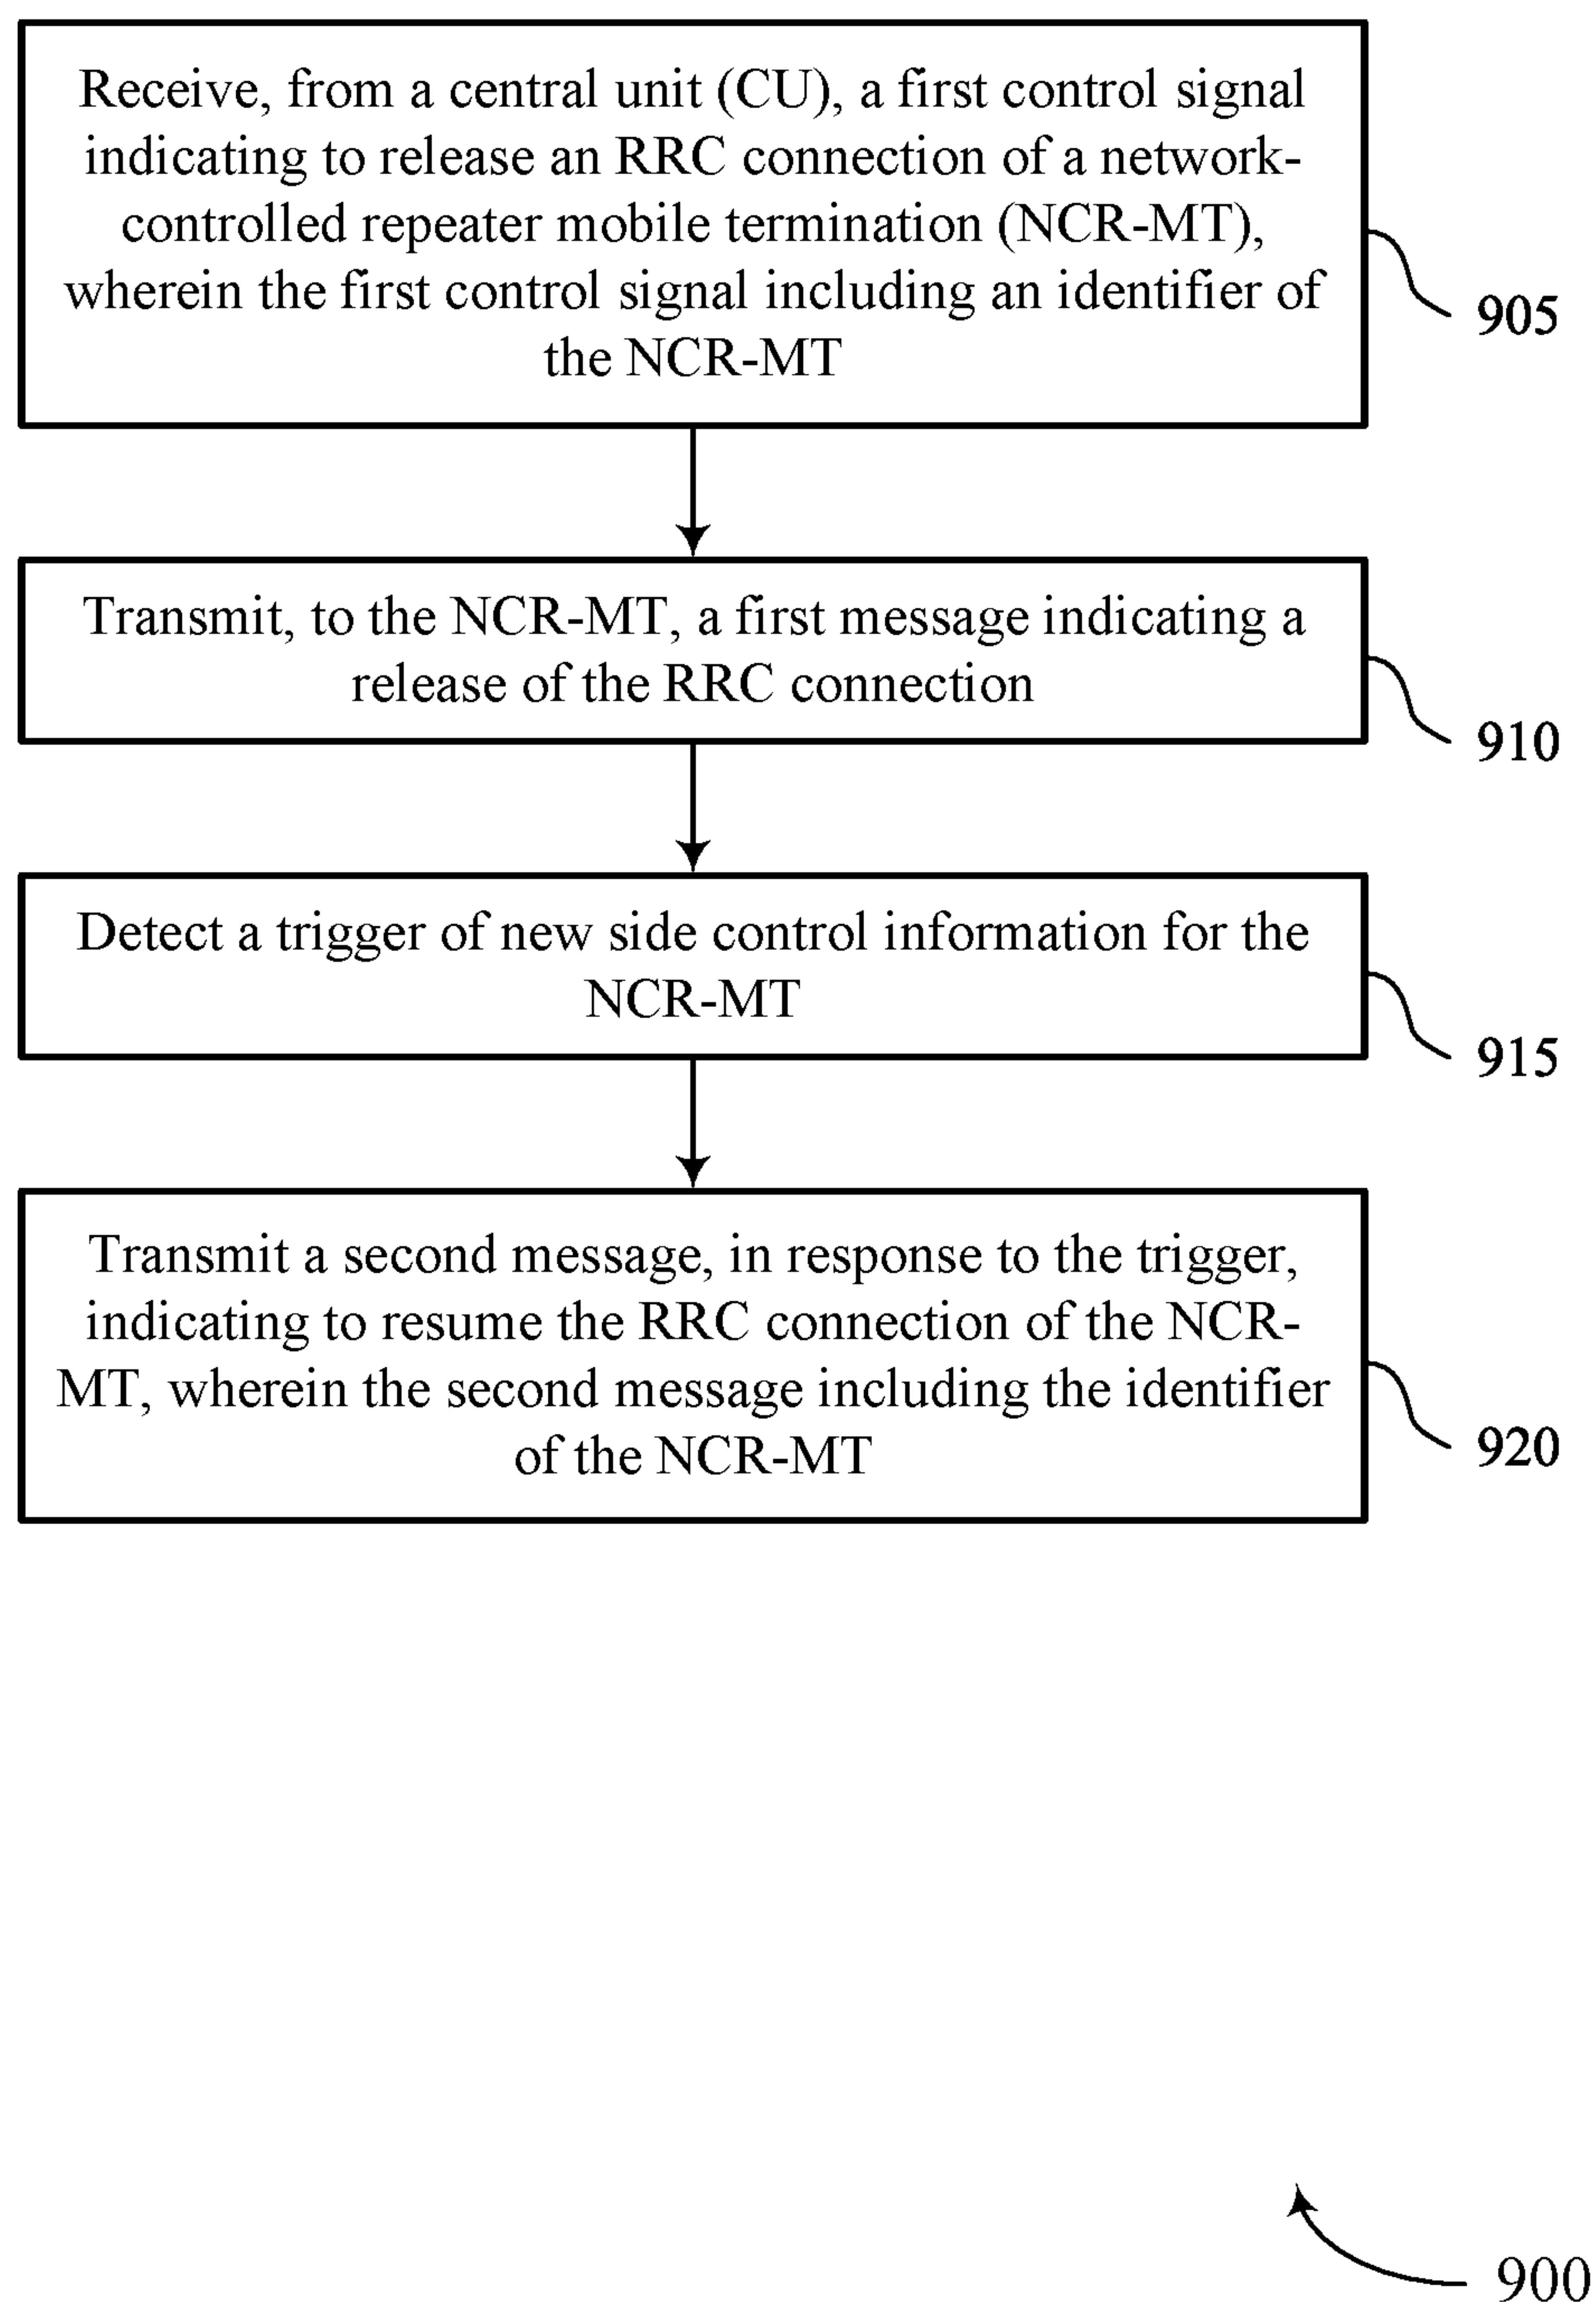 Receive, from a central unit (CU), a first control signal
indicating to release an RRC connection of a network-
controlled repeater mobile termination (NCR-MT),
wherein the first control signal including an identifier of
the NCR-MT
905
Transmit, to the NCR-MT, a first message indicating a
release of the RRC connection
910
Detect a trigger of new side control information for the
NCR-MT
915
Transmit a second message, in response to the trigger,
indicating to resume the RRC connection of the NCR-
MT, wherein the second message including the identifier
of the NCR-MT
920
900